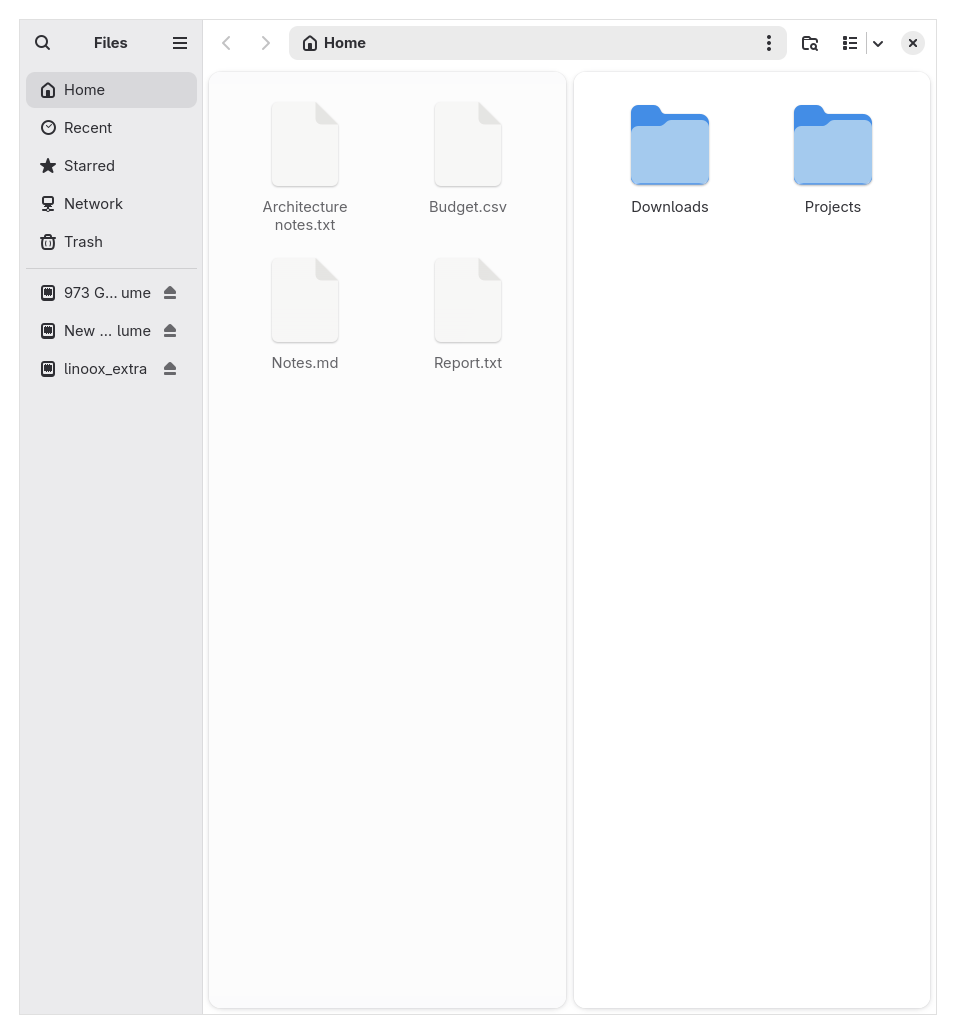 Files
Home
Home
Recent
Starred
Network
Trash
973 G… ume
New … lume
linoox_extra
Architecture
notes.txt
Budget.csv
Notes.md
Report.txt
Downloads
Projects